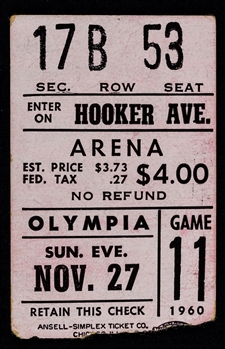 17 B 53
SEC. ROW SEAT
ENTER ON HOOKER AVE.
ARENA
EST. PRICE $3.73
FED. TAX .27 $4.00
NO REFUND
OLYMPIA GAME
SUN. EVE.
NOV. 27 11
RETAIN THIS CHECK 1960
ANSELL-SIMPLEX TICKET CO.